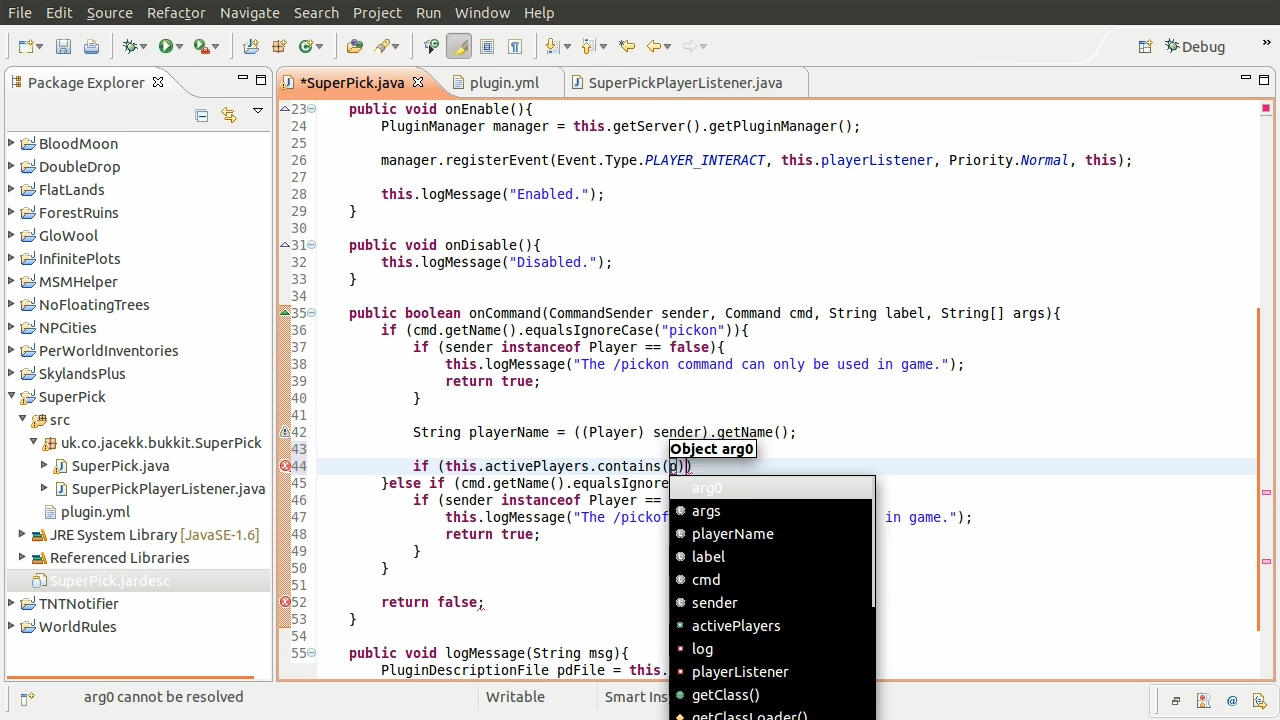 File Edit Source Refactor Navigate Search Project Run Window Help
Debug »
Package Explorer
*SuperPick.java plugin.yml SuperPickPlayerListener.java
BloodMoon
DoubleDrop
FlatLands
ForestRuins
GloWool
InfinitePlots
MSMHelper
NoFloatingTrees
NPCities
PerWorldInventories
SkylandsPlus
SuperPick
src
uk.co.jacekk.bukkit.SuperPick
SuperPick.java
SuperPickPlayerListener.java
plugin.yml
JRE System Library [JavaSE-1.6]
Referenced Libraries
SuperPick.jardesc
TNTNotifier
WorldRules
23 public void onEnable(){
24 PluginManager manager = this.getServer().getPluginManager();
25
26 manager.registerEvent(Event.Type.PLAYER_INTERACT, this.playerListener, Priority.Normal, this);
27
28 this.logMessage("Enabled.");
29 }
30
31 public void onDisable(){
32 this.logMessage("Disabled.");
33 }
34
35 public boolean onCommand(CommandSender sender, Command cmd, String label, String[] args){
36 if (cmd.getName().equalsIgnoreCase("pickon")){
37 if (sender instanceof Player == false){
38 this.logMessage("The /pickon command can only be used in game.");
39 return true;
40 }
41
42 String playerName = ((Player) sender).getName();
43
44 if (this.activePlayers.contains(p))
45 }else if (cmd.getName().equalsIgnore
46 if (sender instanceof Player ==
47 this.logMessage("The /pickof in game.");
48 return true;
49 }
50 }
51
52 return false;
53 }
54
55 public void logMessage(String msg){
PluginDescriptionFile pdFile = this.
Object arg0
arg0
args
playerName
label
cmd
sender
activePlayers
log
playerListener
getClass()
getClassLoader()
arg0 cannot be resolved Writable Smart Ins